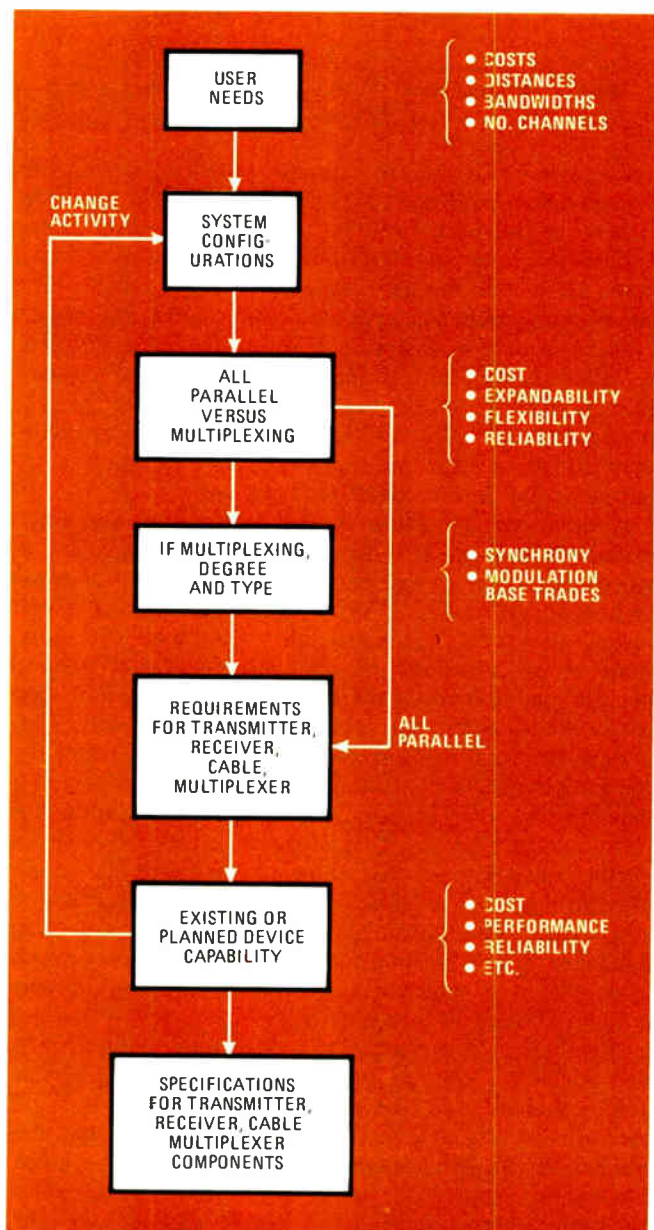 USER
NEEDS
• COSTS
• DISTANCES
• BANDWIDTHS
• NO. CHANNELS
CHANGE
ACTIVITY
SYSTEM
CONFIG-
URATIONS
ALL
PARALLEL
VERSUS
MULTIPLEXING
• COST
• EXPANDABILITY
• FLEXIBILITY
• RELIABILITY
IF MULTIPLEXING,
DEGREE
AND TYPE
• SYNCHRONY
• MODULATION
BASE TRADES
REQUIREMENTS
FOR TRANSMITTER,
RECEIVER,
CABLE,
MULTIPLEXER
ALL
PARALLEL
EXISTING OR
PLANNED DEVICE
CAPABILITY
• COST
• PERFORMANCE
• RELIABILITY
• ETC.
SPECIFICATIONS
FOR TRANSMITTER,
RECEIVER, CABLE
MULTIPLEXER
COMPONENTS